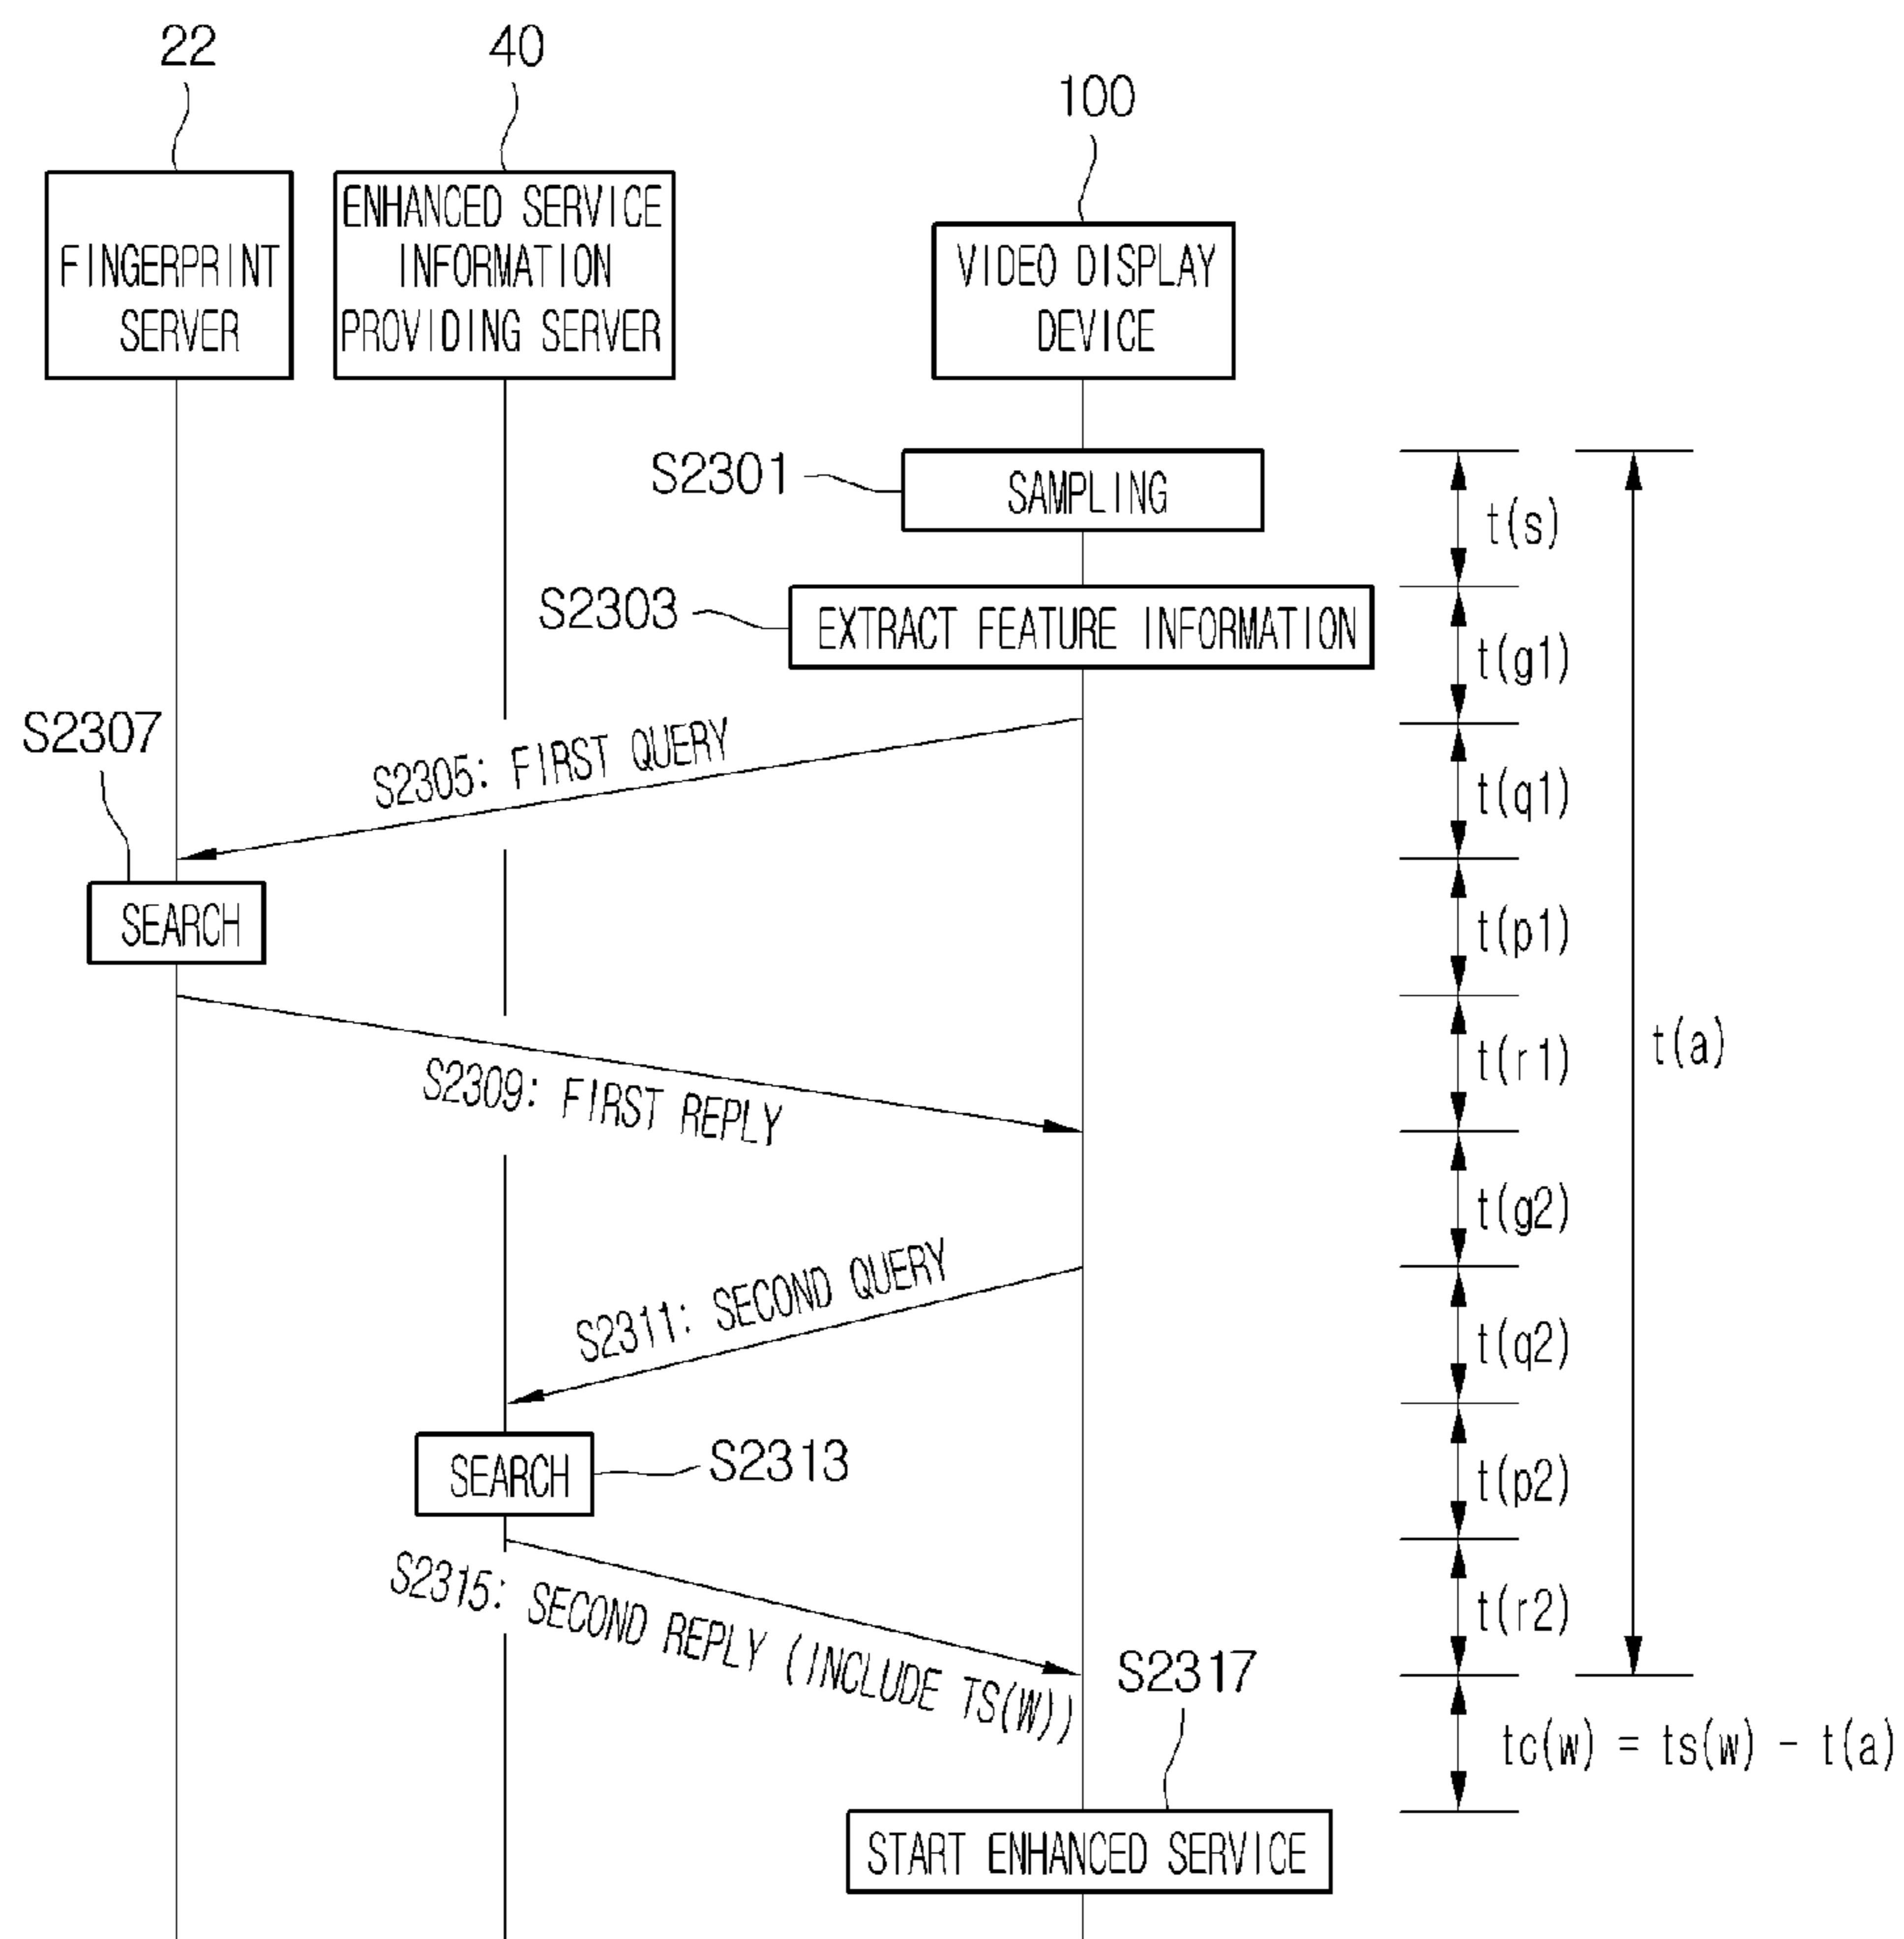 22
40
100
FINGERPRINT
SERVER
ENHANCED SERVICE
INFORMATION
PROVIDING SERVER
VIDEO DISPLAY
DEVICE
S2301
SAMPLING
t(s)
S2303
EXTRACT FEATURE INFORMATION
t(g1)
S2305: FIRST QUERY
t(q1)
S2307
SEARCH
t(p1)
S2309: FIRST REPLY
t(r1)
t(a)
t(g2)
S2311: SECOND QUERY
t(q2)
SEARCH
S2313
t(p2)
S2315: SECOND REPLY (INCLUDE TS(W))
t(r2)
S2317
tc(w) = ts(w) - t(a)
START ENHANCED SERVICE